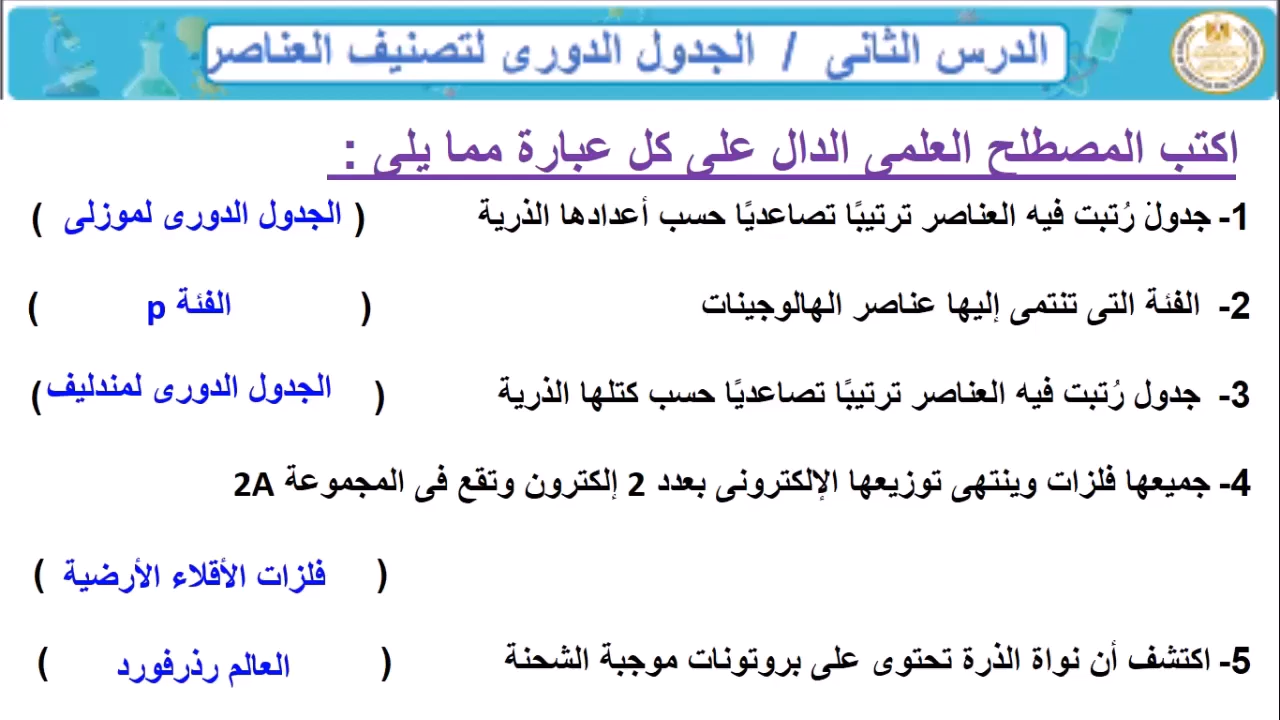 الدرس الثانى / الجدول الدورى لتصنيف العناصر
اكتب المصطلح العلمى الدال على كل عبارة مما يلى :
1- جدولَ رُتبت فيه العناصر ترتيبًا تصاعديًا حسب أعدادها الذرية ( الجدول الدورى لموزلى )
2- الفئة التى تنتمى إليها عناصر الهالوجينات ( الفئة p )
3- جدول رُتبت فيه العناصر ترتيبًا تصاعديًا حسب كتلها الذرية ( الجدول الدورى لمندليف )
4- جميعها فلزات وينتهى توزيعها الإلكترونى بعدد 2 إلكترون وتقع فى المجموعة 2A
( فلزات الأقلاء الأرضية )
5- اكتشف أن نواة الذرة تحتوى على بروتونات موجبة الشحنة ( العالم رذرفورد )